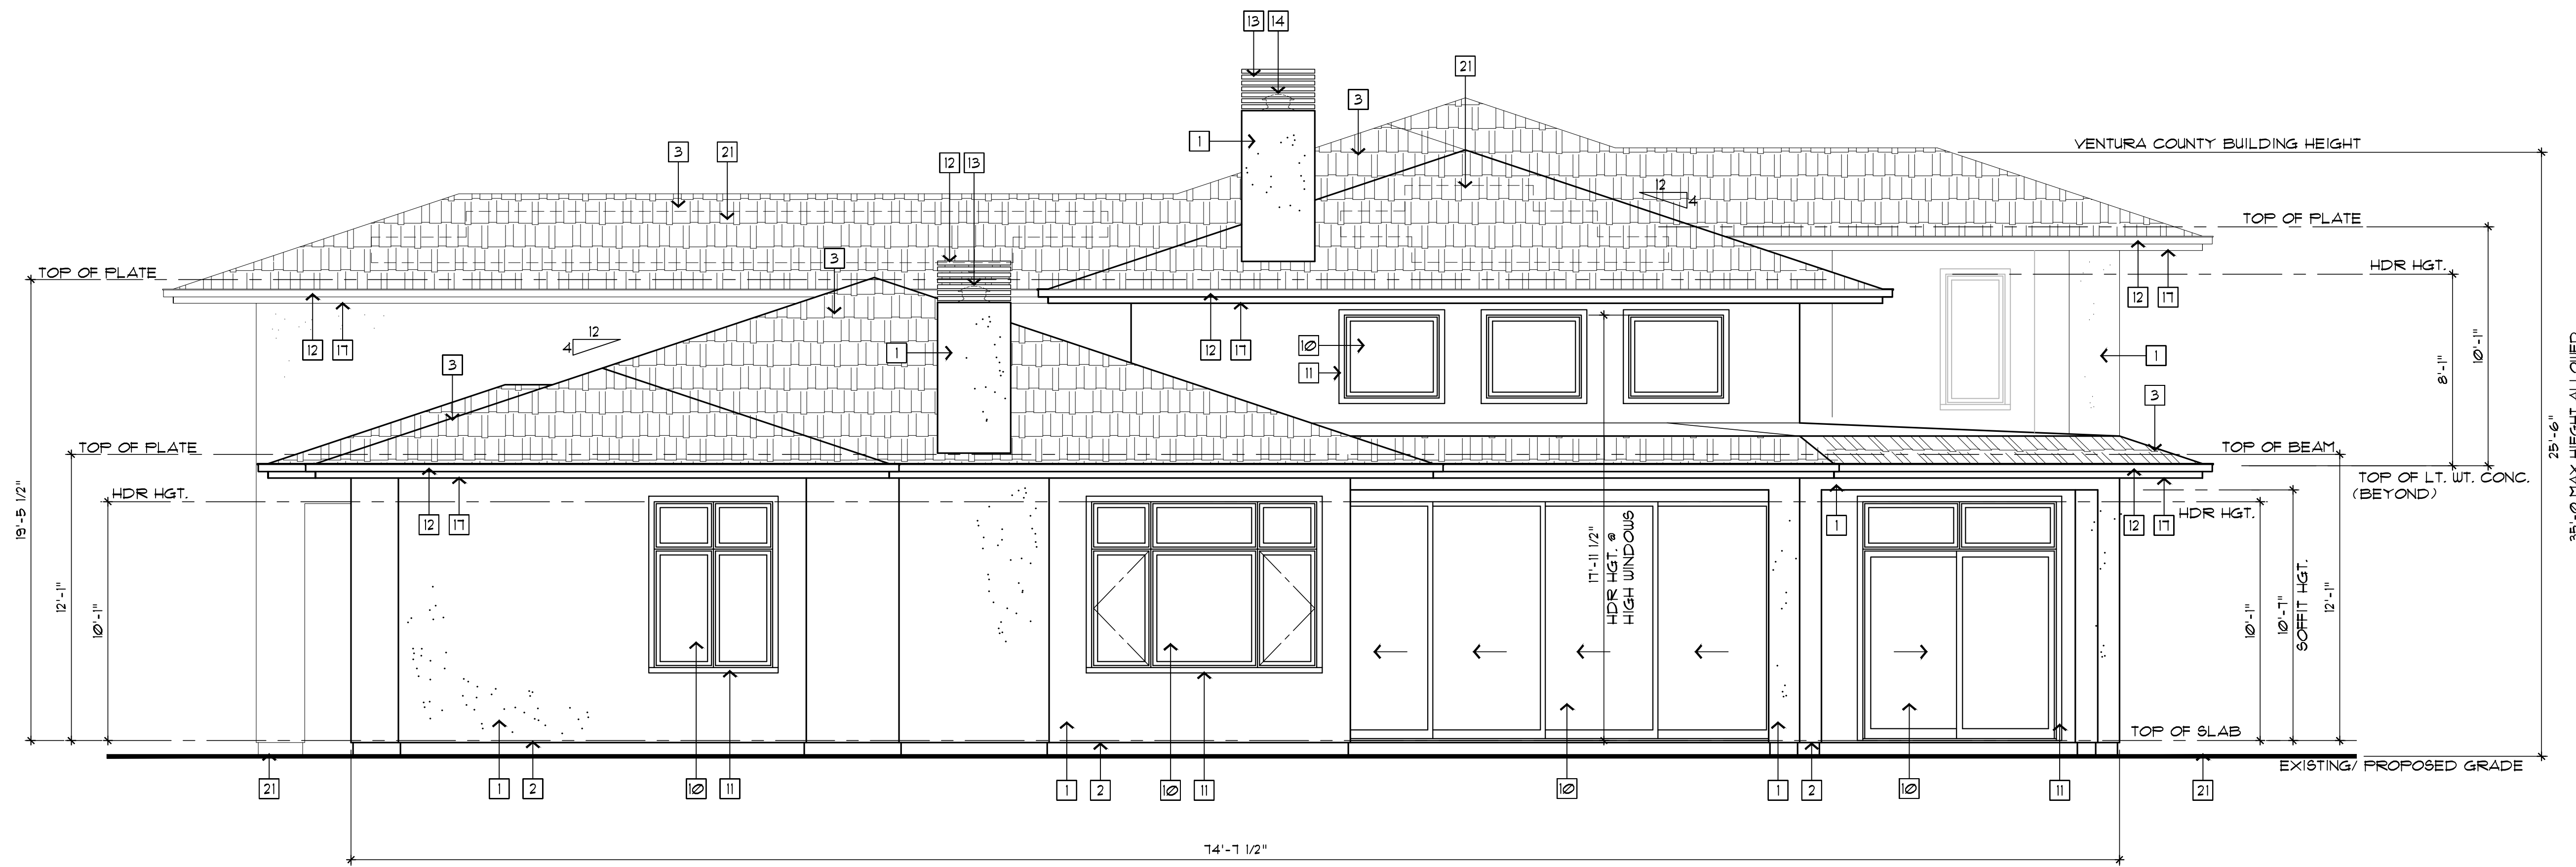 13 14
21
3
1
VENTURA COUNTY BUILDING HEIGHT
3 21
12 13
12
4
TOP OF PLATE
3
TOP OF PLATE
HDR HGT.
12 17
12
4
12 17
12 17
1
10
11
1
3
3
8'-1"
10'-1"
25'-6"
35'-0 MAX HEIGHT ALLOWED
TOP OF PLATE
TOP OF BEAM
TOP OF LT. WT. CONC.
(BEYOND)
HDR HGT.
HDR HGT.
12 17
1
12 17
19'-5 1/2"
12'-1"
10'-1"
17'-11 1/2"
HDR HGT. @
HIGH WINDOWS
10'-1"
10'-7"
SOFFIT HGT.
12'-1"
TOP OF SLAB
EXISTING/ PROPOSED GRADE
21 1 2 10 11 1 2 10 11 10 1 2 10 11 21
74'-7 1/2"